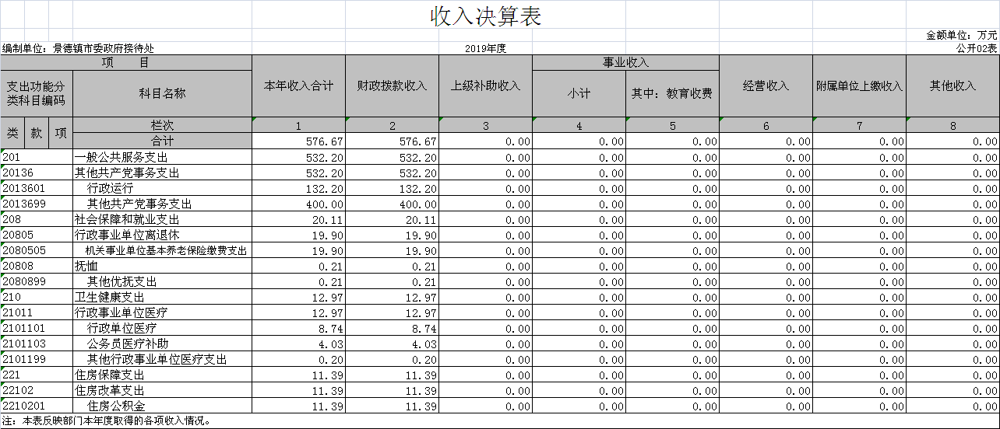 收入决算表
金额单位：万元
编制单位：景德镇市委政府接待处 2019年度 公开02表
项 目 本年收入合计 财政拨款收入 上级补助收入 事业收入 经营收入 附属单位上缴收入 其他收入
支出功能分类科目编码 科目名称 小计 其中：教育收费
类 款 项 栏次 1 2 3 4 5 6 7 8
合计 576.67 576.67 0.00 0.00 0.00 0.00 0.00 0.00
201 一般公共服务支出 532.20 532.20 0.00 0.00 0.00 0.00 0.00 0.00
20136 其他共产党事务支出 532.20 532.20 0.00 0.00 0.00 0.00 0.00 0.00
2013601 行政运行 132.20 132.20 0.00 0.00 0.00 0.00 0.00 0.00
2013699 其他共产党事务支出 400.00 400.00 0.00 0.00 0.00 0.00 0.00 0.00
208 社会保障和就业支出 20.11 20.11 0.00 0.00 0.00 0.00 0.00 0.00
20805 行政事业单位离退休 19.90 19.90 0.00 0.00 0.00 0.00 0.00 0.00
2080505 机关事业单位基本养老保险缴费支出 19.90 19.90 0.00 0.00 0.00 0.00 0.00 0.00
20808 抚恤 0.21 0.21 0.00 0.00 0.00 0.00 0.00 0.00
2080899 其他优抚支出 0.21 0.21 0.00 0.00 0.00 0.00 0.00 0.00
210 卫生健康支出 12.97 12.97 0.00 0.00 0.00 0.00 0.00 0.00
21011 行政事业单位医疗 12.97 12.97 0.00 0.00 0.00 0.00 0.00 0.00
2101101 行政单位医疗 8.74 8.74 0.00 0.00 0.00 0.00 0.00 0.00
2101103 公务员医疗补助 4.03 4.03 0.00 0.00 0.00 0.00 0.00 0.00
2101199 其他行政事业单位医疗支出 0.20 0.20 0.00 0.00 0.00 0.00 0.00 0.00
221 住房保障支出 11.39 11.39 0.00 0.00 0.00 0.00 0.00 0.00
22102 住房改革支出 11.39 11.39 0.00 0.00 0.00 0.00 0.00 0.00
2210201 住房公积金 11.39 11.39 0.00 0.00 0.00 0.00 0.00 0.00
注：本表反映部门本年度取得的各项收入情况。